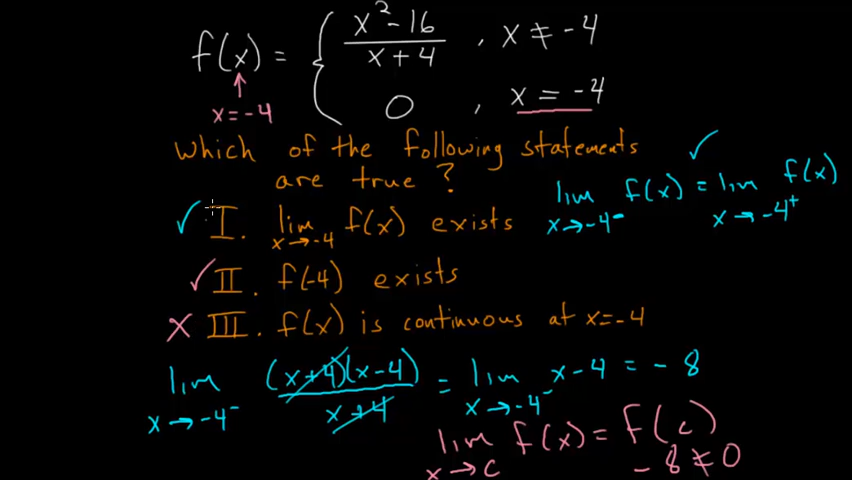 f(x) = { x² - 16 / x + 4 , x ≠ -4
0 , x = -4
x = -4
Which of the following statements
are true ?
lim x→-4⁻ f(x) = lim x→-4⁺ f(x)
I. lim x→-4 f(x) exists
II. f(-4) exists
III. f(x) is continuous at x=-4
lim x→-4⁻ (x+4)(x-4) / x+4 = lim x→-4⁻ x-4 = -8
lim x→c f(x) = f(c)
-8 ≠ 0